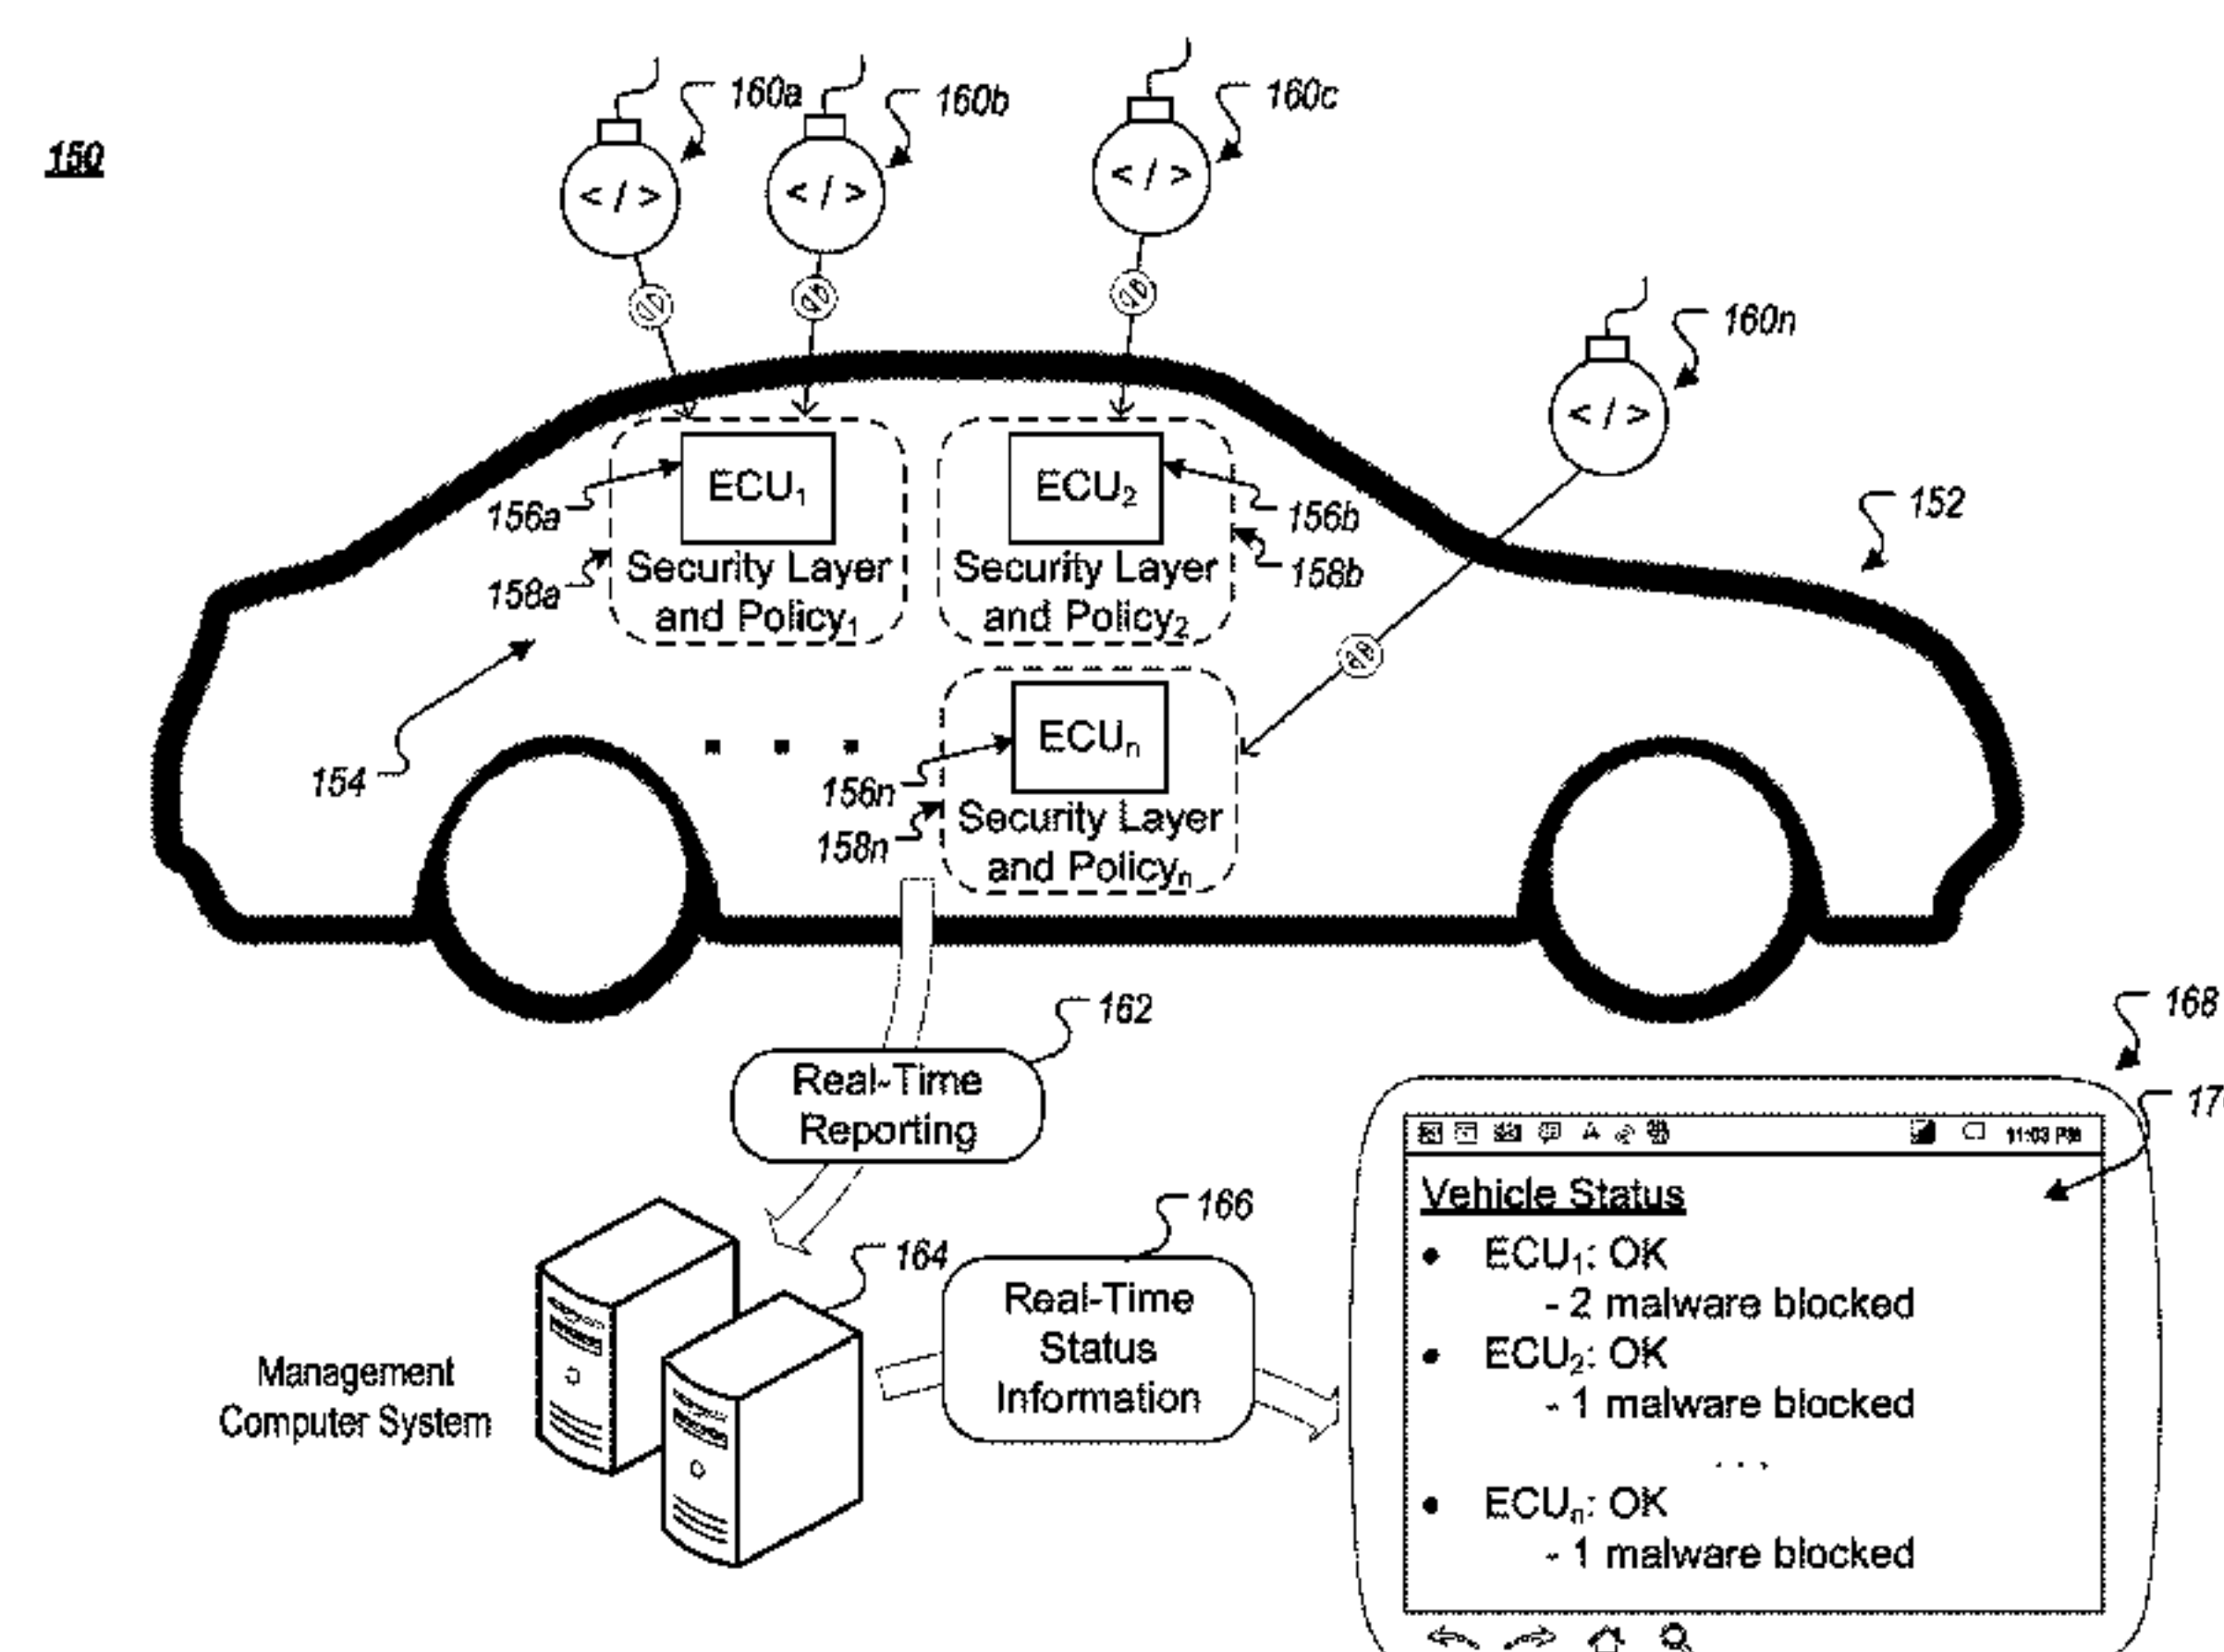 150
160a
160b
160c
160n
</>
</>
</>
</>
152
ECU₁
156a
Security Layer
and Policy₁
158a
ECU₂
156b
Security Layer
and Policy₂
158b
154
ECUₙ
156n
Security Layer
and Policyₙ
158n
162
Real-Time
Reporting
168
11:03 PM
Vehicle Status
• ECU₁: OK
- 2 malware blocked
• ECU₂: OK
- 1 malware blocked
. . .
• ECUₙ: OK
- 1 malware blocked
164
Management
Computer System
166
Real-Time
Status
Information